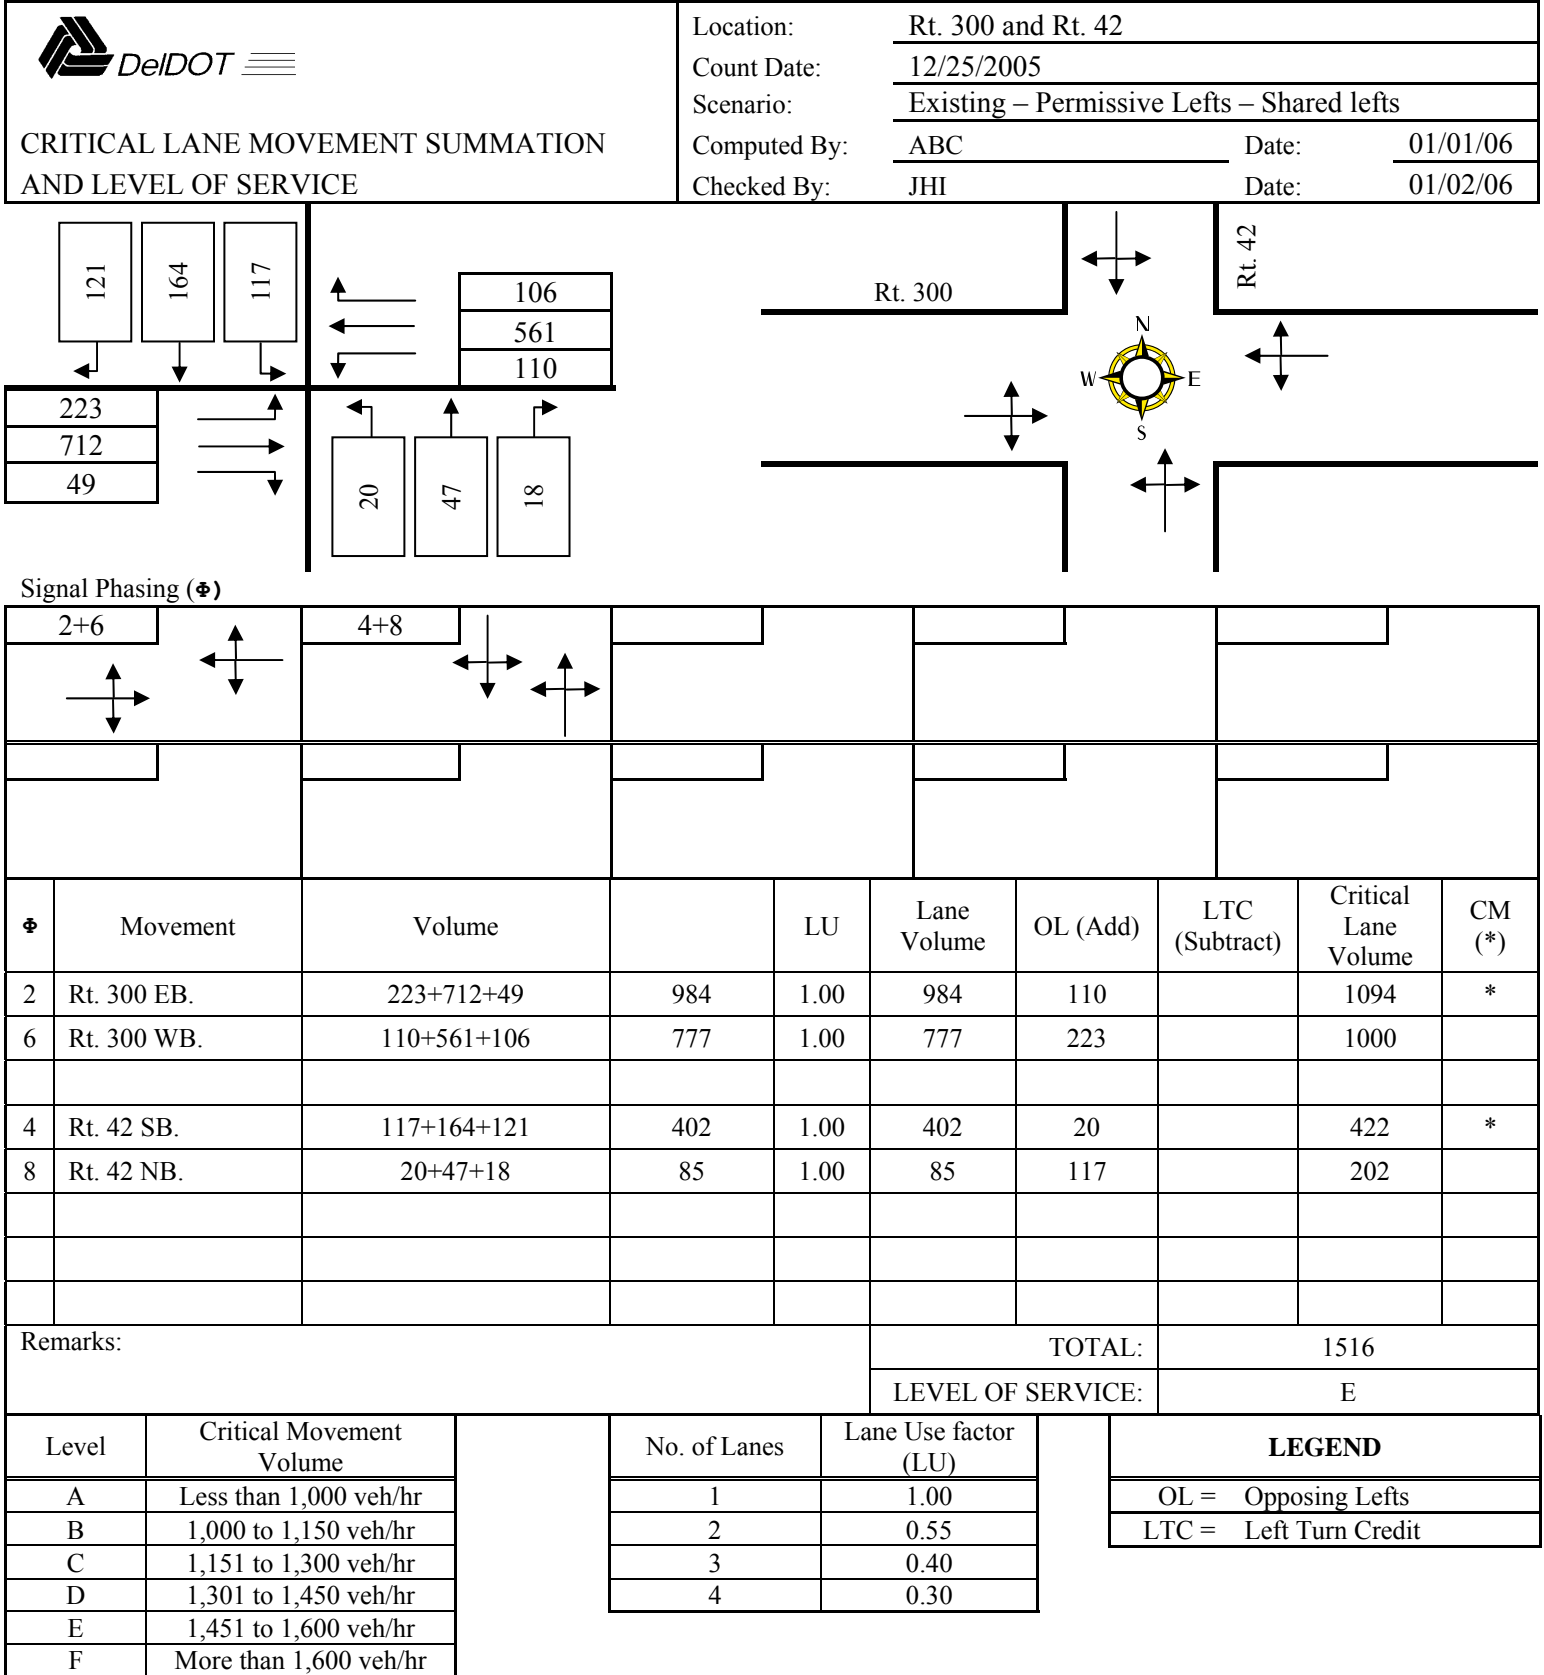 DelDOT
CRITICAL LANE MOVEMENT SUMMATION
AND LEVEL OF SERVICE
Location: Rt. 300 and Rt. 42
Count Date: 12/25/2005
Scenario: Existing – Permissive Lefts – Shared lefts
Computed By: ABC Date: 01/01/06
Checked By: JHI Date: 01/02/06
121 164 117
106
561
110
223
712
49
20 47 18
Rt. 300
Rt. 42
N
W E
S
Signal Phasing (Φ)
2+6 4+8
Φ Movement Volume LU Lane Volume OL (Add) LTC (Subtract) Critical Lane Volume CM (*)
2 Rt. 300 EB. 223+712+49 984 1.00 984 110 1094 *
6 Rt. 300 WB. 110+561+106 777 1.00 777 223 1000
4 Rt. 42 SB. 117+164+121 402 1.00 402 20 422 *
8 Rt. 42 NB. 20+47+18 85 1.00 85 117 202
Remarks:
TOTAL: 1516
LEVEL OF SERVICE: E
Level Critical Movement Volume
A Less than 1,000 veh/hr
B 1,000 to 1,150 veh/hr
C 1,151 to 1,300 veh/hr
D 1,301 to 1,450 veh/hr
E 1,451 to 1,600 veh/hr
F More than 1,600 veh/hr
No. of Lanes Lane Use factor (LU)
1 1.00
2 0.55
3 0.40
4 0.30
LEGEND
OL = Opposing Lefts
LTC = Left Turn Credit